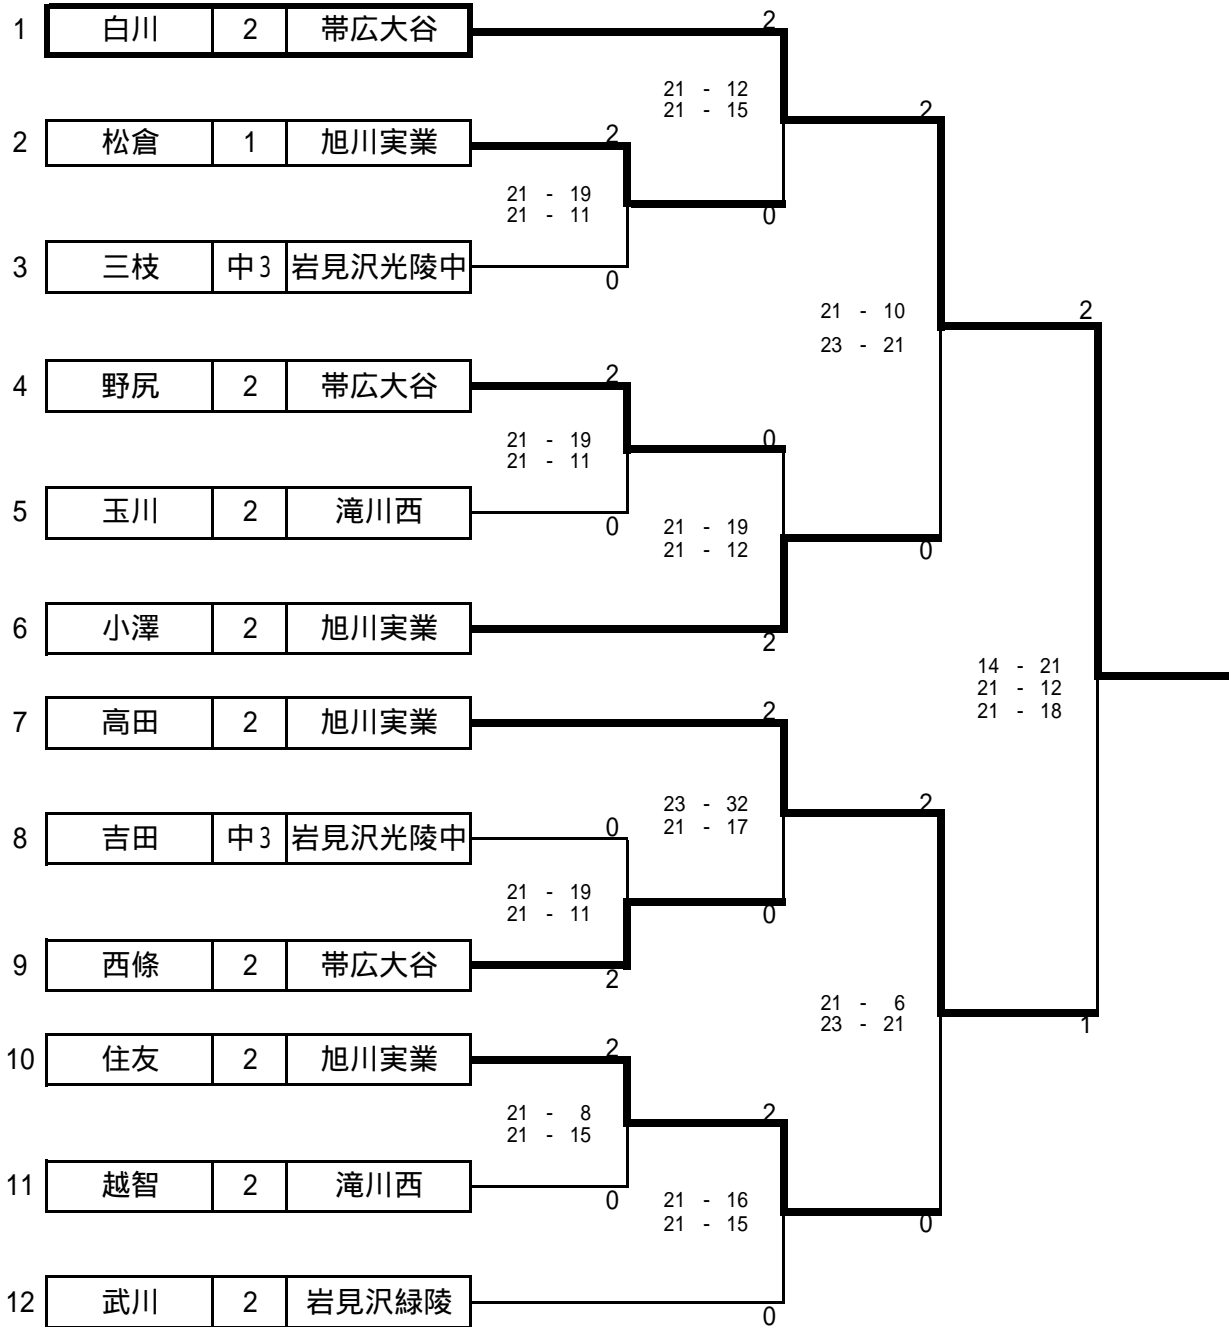 1 白川 2 帯広大谷 2
21 - 12
21 - 15
2
2 松倉 1 旭川実業 2
21 - 19
21 - 11
0
3 三枝 中3 岩見沢光陵中 0
21 - 10
23 - 21
2
4 野尻 2 帯広大谷 2
21 - 19
21 - 11
0
5 玉川 2 滝川西 0
21 - 19
21 - 12
0
6 小澤 2 旭川実業 2
14 - 21
21 - 12
21 - 18
7 高田 2 旭川実業 2
23 - 32
21 - 17
2
8 吉田 中3 岩見沢光陵中 0
21 - 19
21 - 11
0
9 西條 2 帯広大谷 2
21 - 6
23 - 21
1
10 住友 2 旭川実業 2
21 - 8
21 - 15
2
11 越智 2 滝川西 0
21 - 16
21 - 15
0
12 武川 2 岩見沢緑陵 0